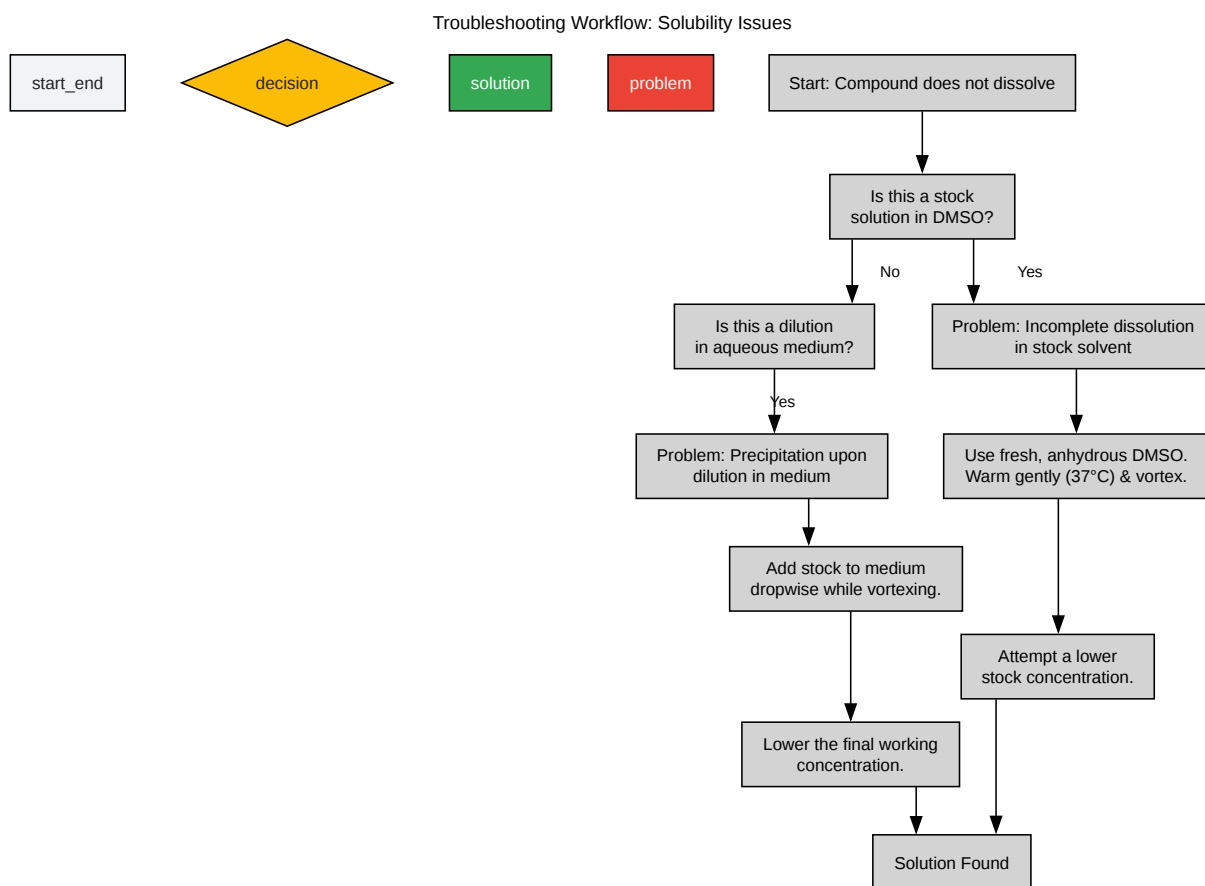 Troubleshooting Workflow: Solubility Issues
start_end
decision
solution
problem
Start: Compound does not dissolve
Is this a stock
solution in DMSO?
No
Yes
Is this a dilution
in aqueous medium?
Problem: Incomplete dissolution
in stock solvent
Yes
Problem: Precipitation upon
dilution in medium
Use fresh, anhydrous DMSO.
Warm gently (37°C) & vortex.
Add stock to medium
dropwise while vortexing.
Attempt a lower
stock concentration.
Lower the final working
concentration.
Solution Found